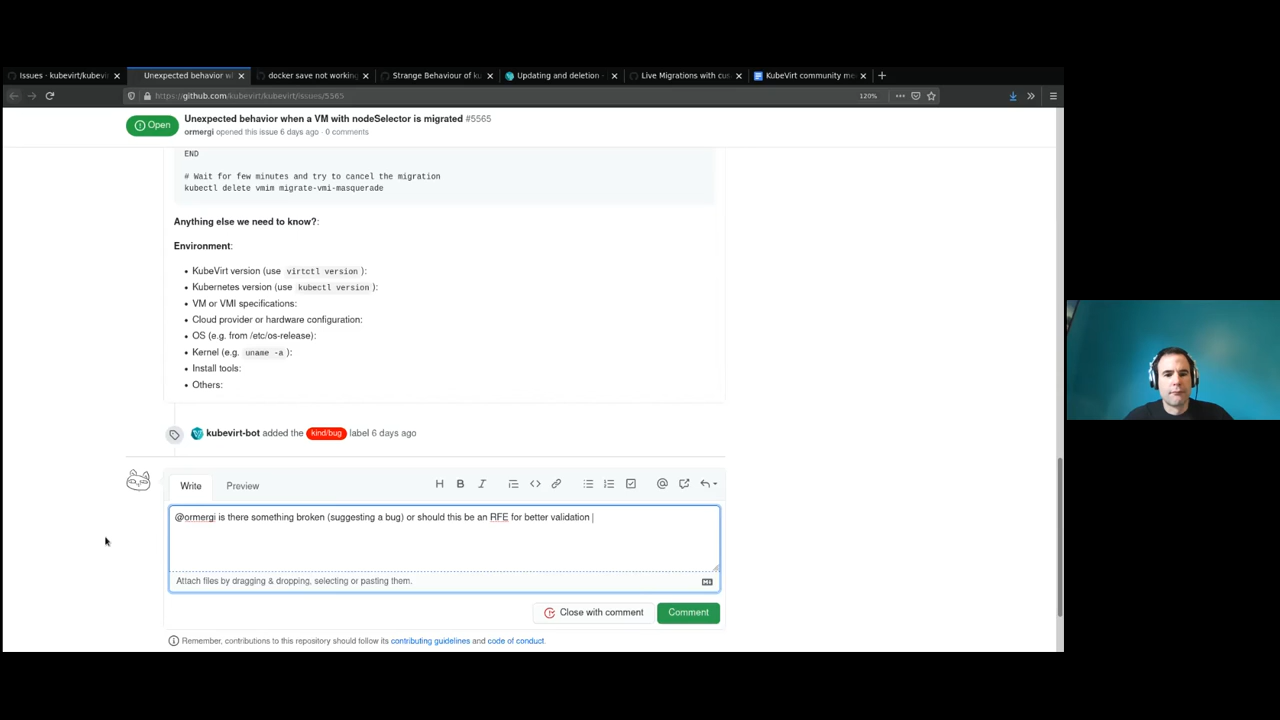 Issues · kubevirt/kubevir
Unexpected behavior w
docker save not working
Strange Behaviour of k
Updating and deletion -
Live Migrations with cus
KubeVirt community me
https://github.com/kubevirt/kubevirt/issues/5565
120%
Open
Unexpected behavior when a VM with nodeSelector is migrated #5565
ormergi opened this issue 6 days ago · 0 comments
END
# Wait for few minutes and try to cancel the migration
kubectl delete vmim migrate-vmi-masquerade
Anything else we need to know?:
Environment:
• KubeVirt version (use virtctl version ):
• Kubernetes version (use kubectl version ):
• VM or VMI specifications:
• Cloud provider or hardware configuration:
• OS (e.g. from /etc/os-release):
• Kernel (e.g. uname -a ):
• Install tools:
• Others:
kubevirt-bot added the kind/bug label 6 days ago
Write Preview
@ormergi is there something broken (suggesting a bug) or should this be an RFE for better validation
Attach files by dragging & dropping, selecting or pasting them.
Close with comment Comment
Remember, contributions to this repository should follow its contributing guidelines and code of conduct.